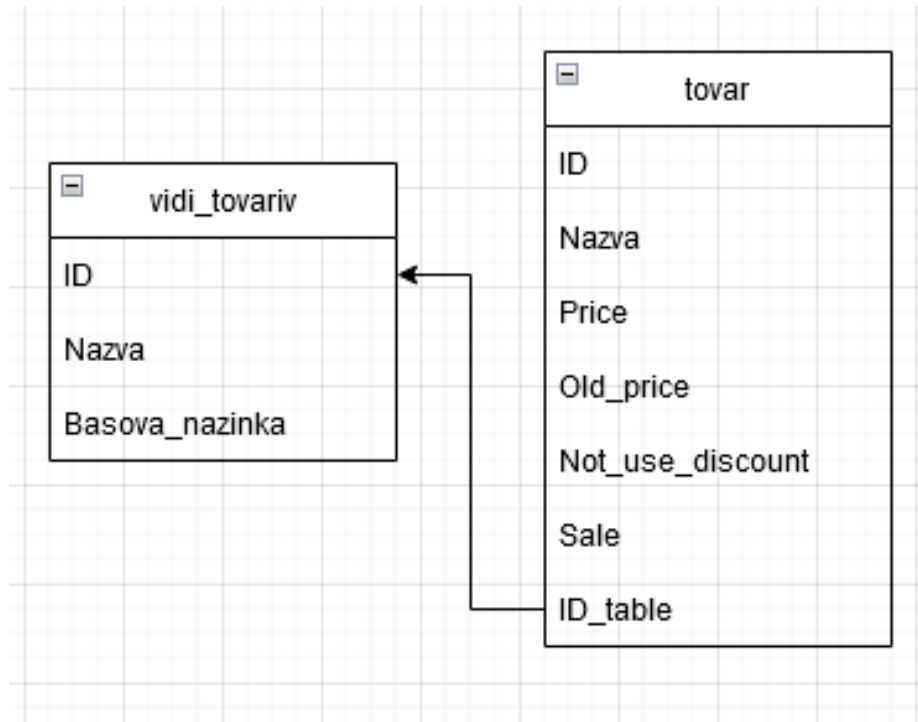 vidi_tovariv
ID
Nazva
Basova_nazinka
tovar
ID
Nazva
Price
Old_price
Not_use_discount
Sale
ID_table